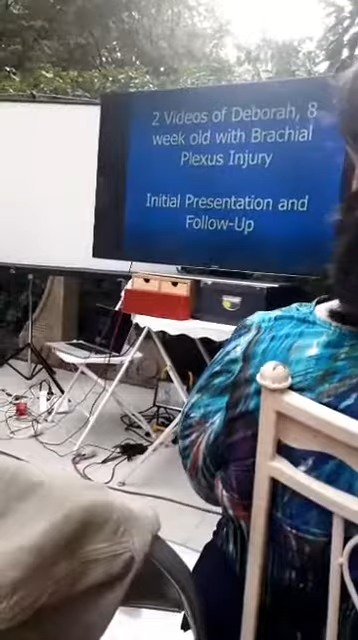 2 Videos of Deborah, 8
week old with Brachial
Plexus Injury
Initial Presentation and
Follow-Up